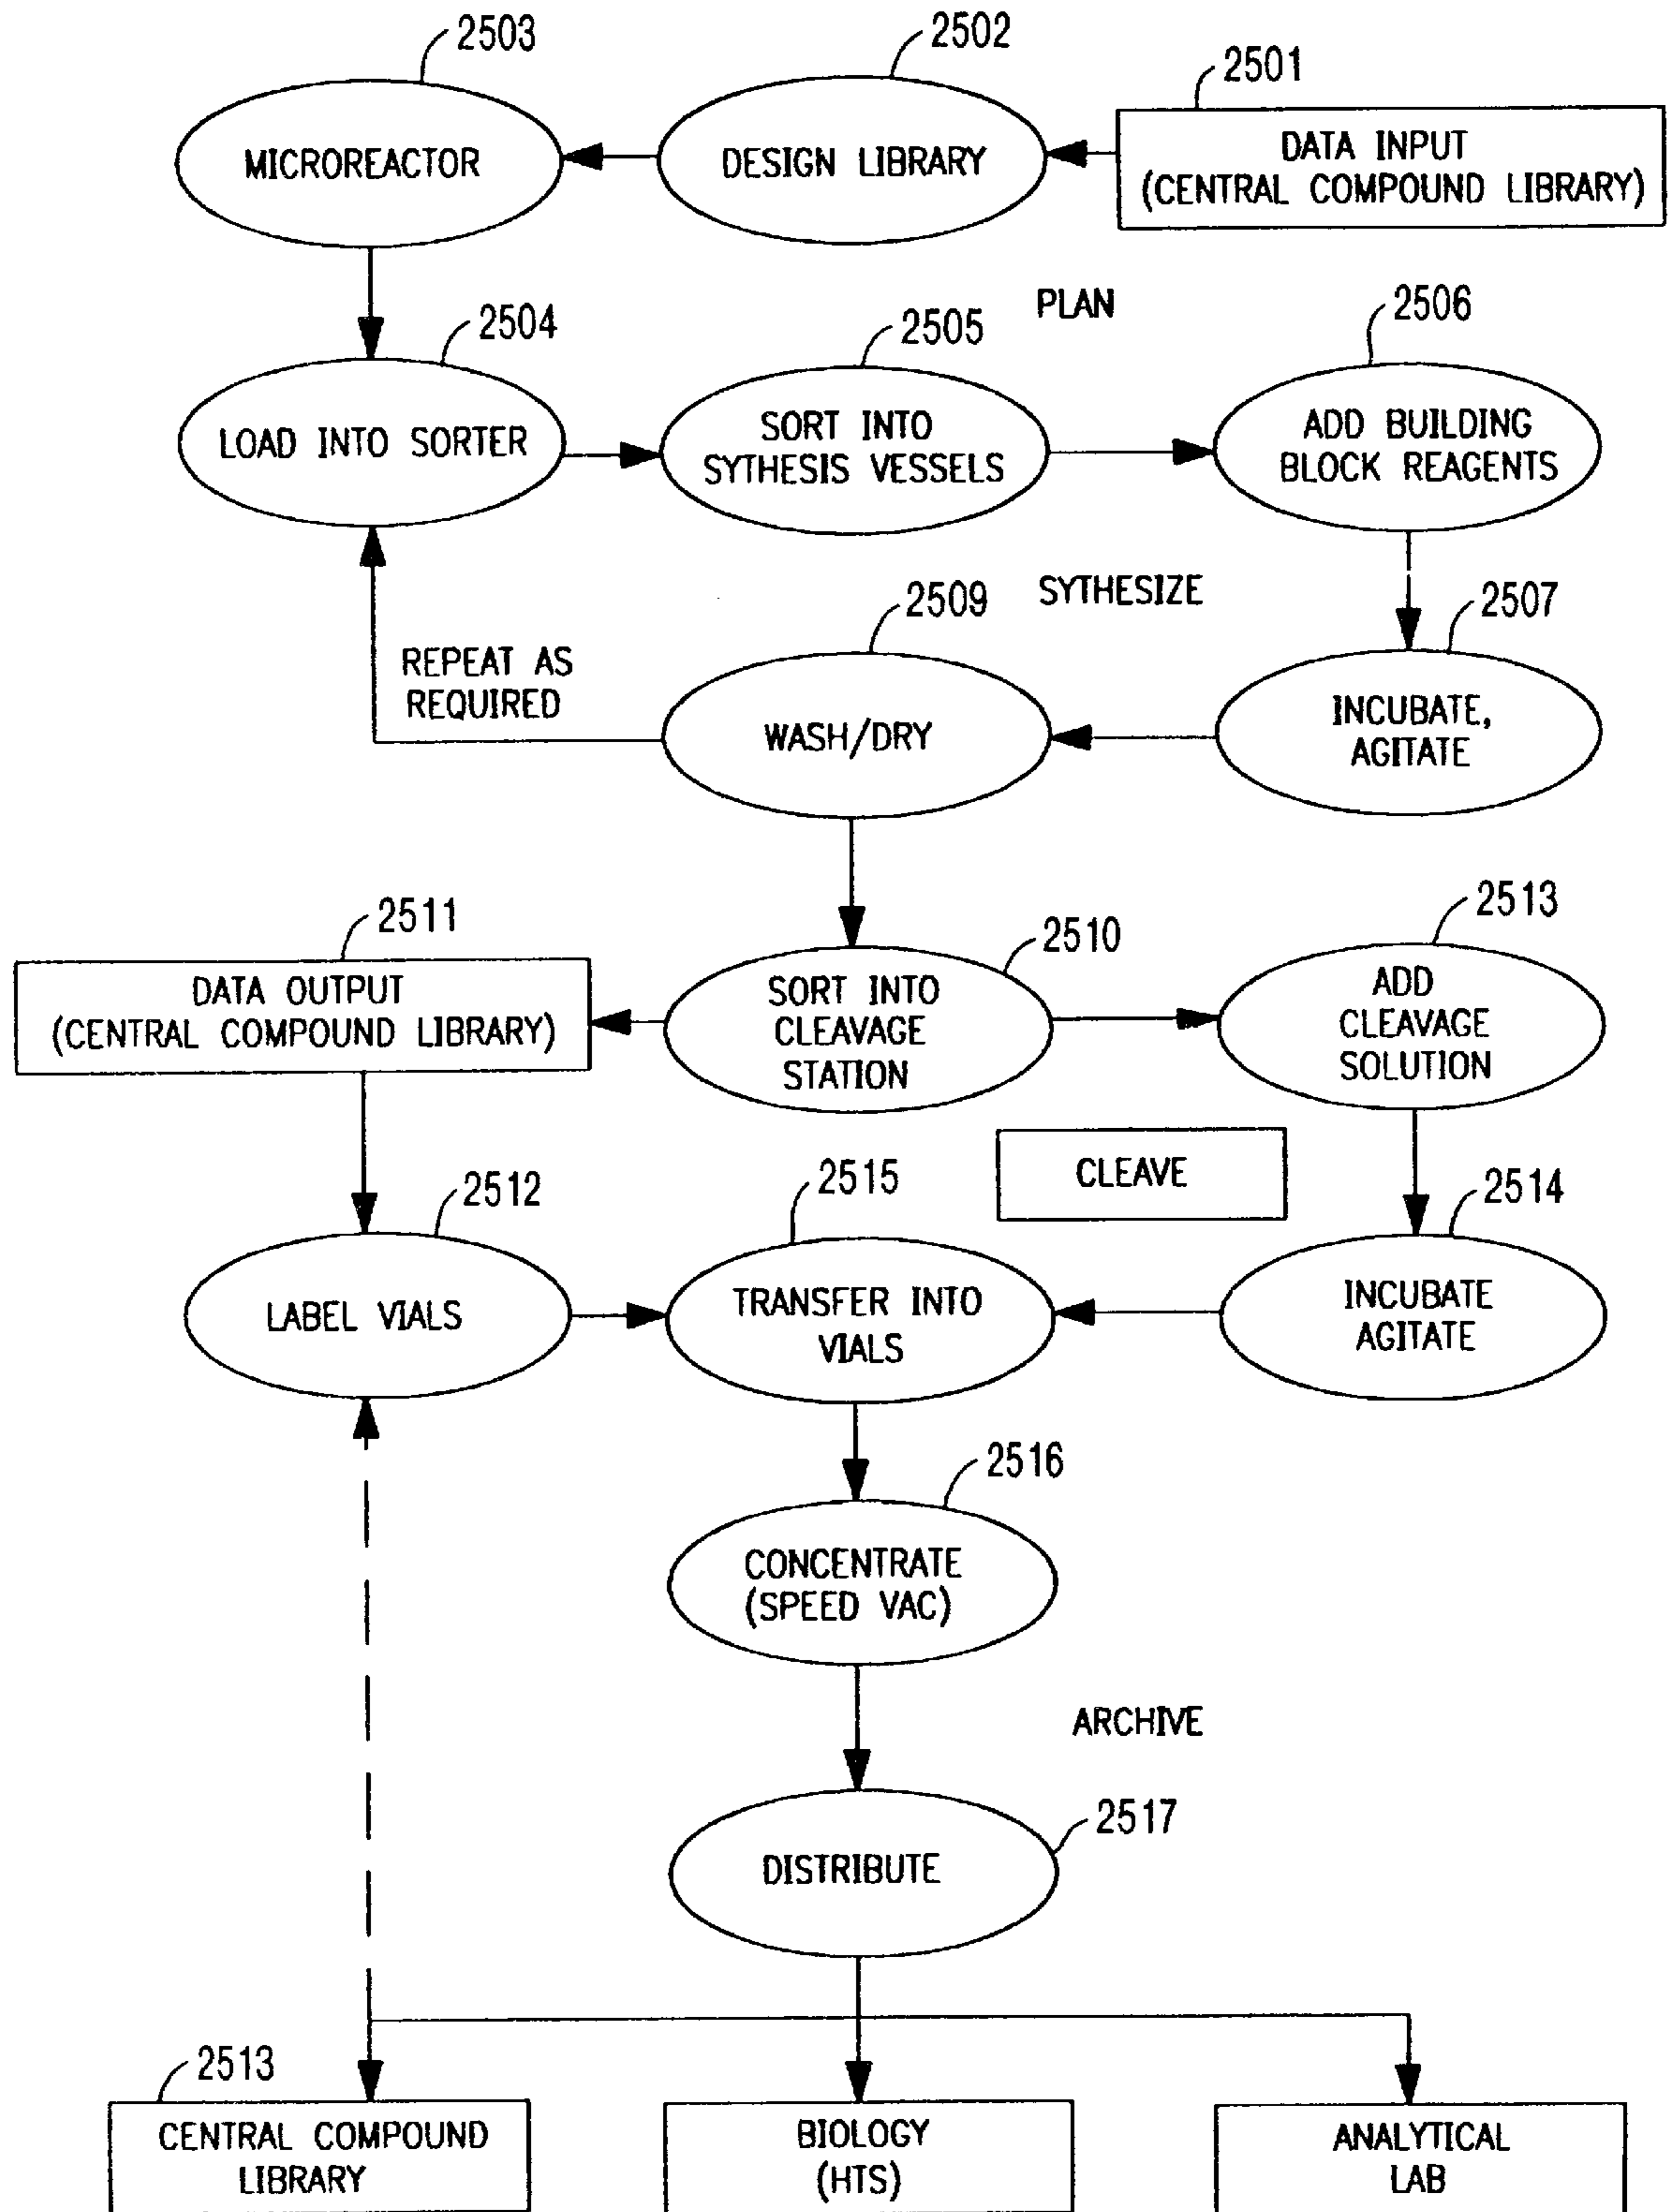 2503
2502
2501
MICROREACTOR
DESIGN LIBRARY
DATA INPUT
(CENTRAL COMPOUND LIBRARY)
PLAN
2504
2505
2506
LOAD INTO SORTER
SORT INTO
SYTHESIS VESSELS
ADD BUILDING
BLOCK REAGENTS
SYTHESIZE
2509
2507
REPEAT AS
REQUIRED
WASH/DRY
INCUBATE,
AGITATE
2511
2510
2513
DATA OUTPUT
(CENTRAL COMPOUND LIBRARY)
SORT INTO
CLEAVAGE
STATION
ADD
CLEAVAGE
SOLUTION
CLEAVE
2512
2515
2514
LABEL VIALS
TRANSFER INTO
VIALS
INCUBATE
AGITATE
2516
CONCENTRATE
(SPEED VAC)
ARCHIVE
2517
DISTRIBUTE
2513
CENTRAL COMPOUND
LIBRARY
BIOLOGY
(HTS)
ANALYTICAL
LAB